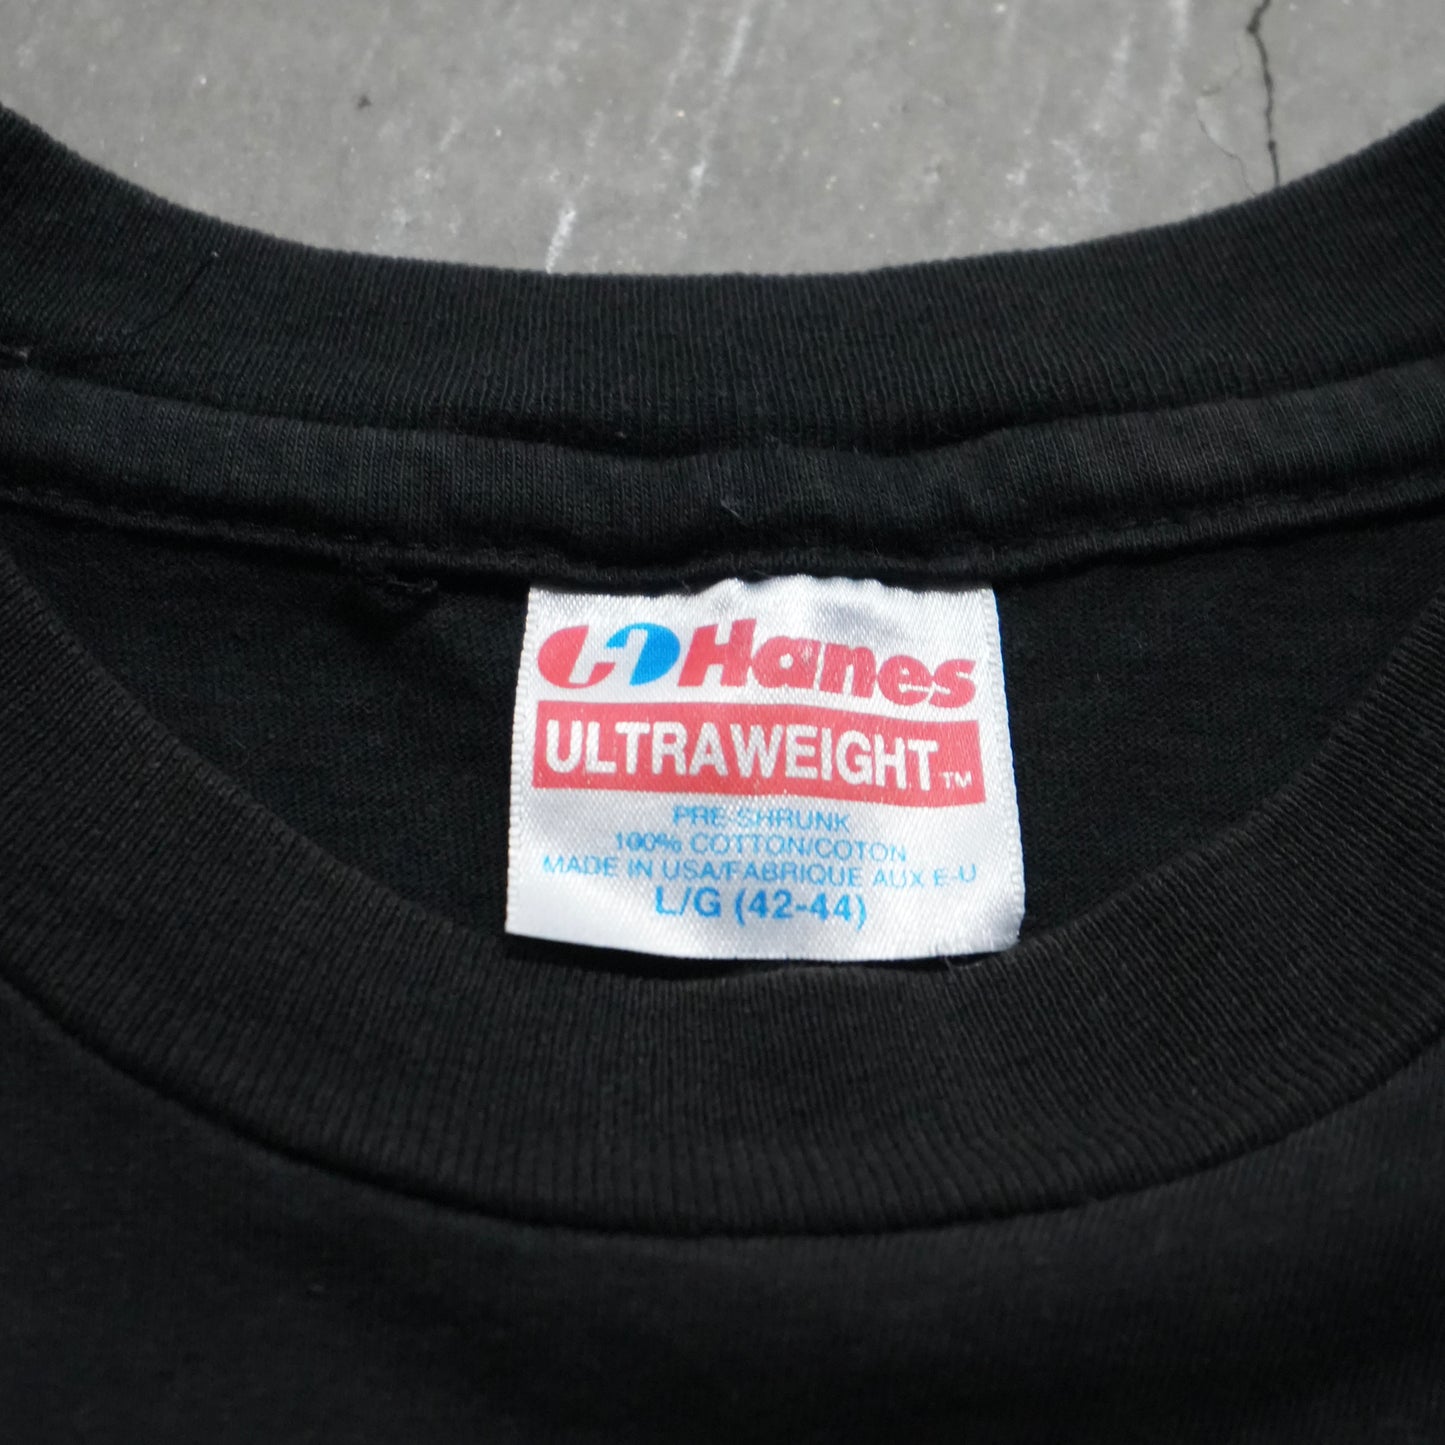 Hanes
ULTRAWEIGHT™
PRE-SHRUNK
100% COTTON/COTON
MADE IN USA/FABRIQUE AUX E-U
L/G (42-44)